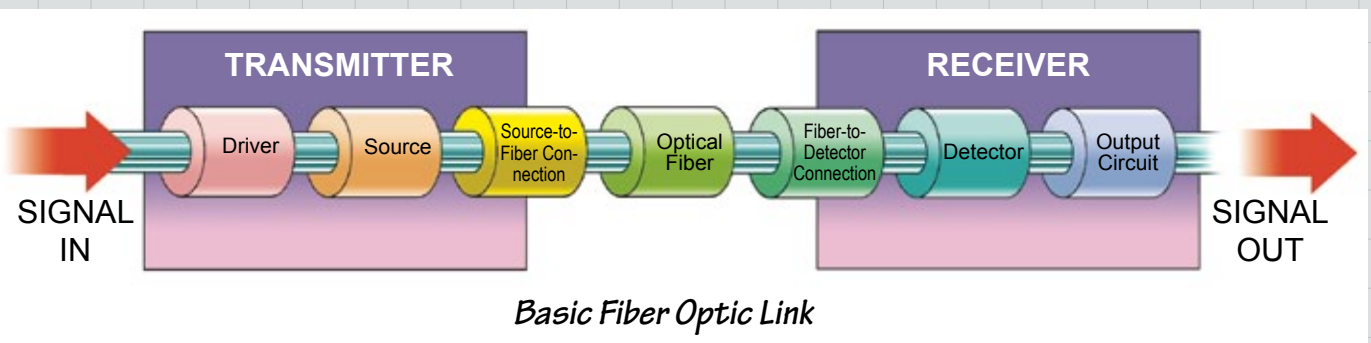 TRANSMITTER
RECEIVER
SIGNAL
IN
Driver
Source
Source-to-
Fiber Con-
nection
Optical
Fiber
Fiber-to-
Detector
Connection
Detector
Output
Circuit
SIGNAL
OUT
Basic Fiber Optic Link